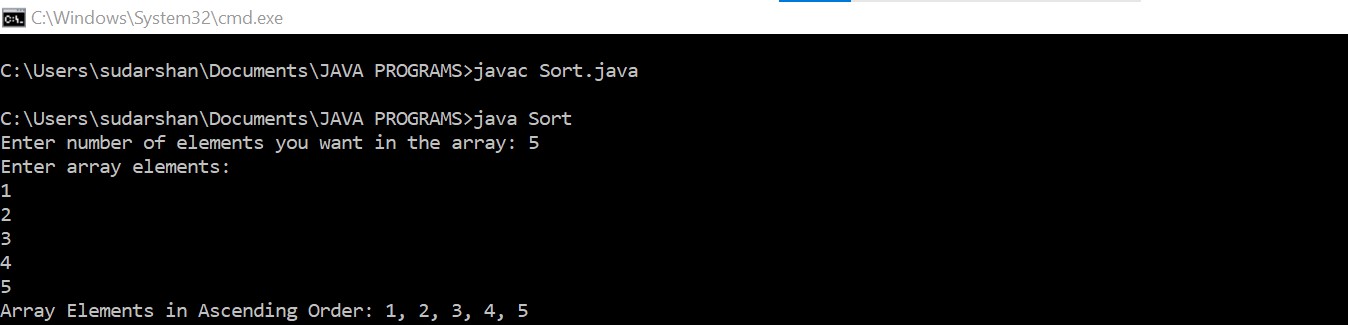 C:\Windows\System32\cmd.exe
C:\Users\sudarshan\Documents\JAVA PROGRAMS>javac Sort.java
C:\Users\sudarshan\Documents\JAVA PROGRAMS>java Sort
Enter number of elements you want in the array: 5
Enter array elements:
1
2
3
4
5
Array Elements in Ascending Order: 1, 2, 3, 4, 5